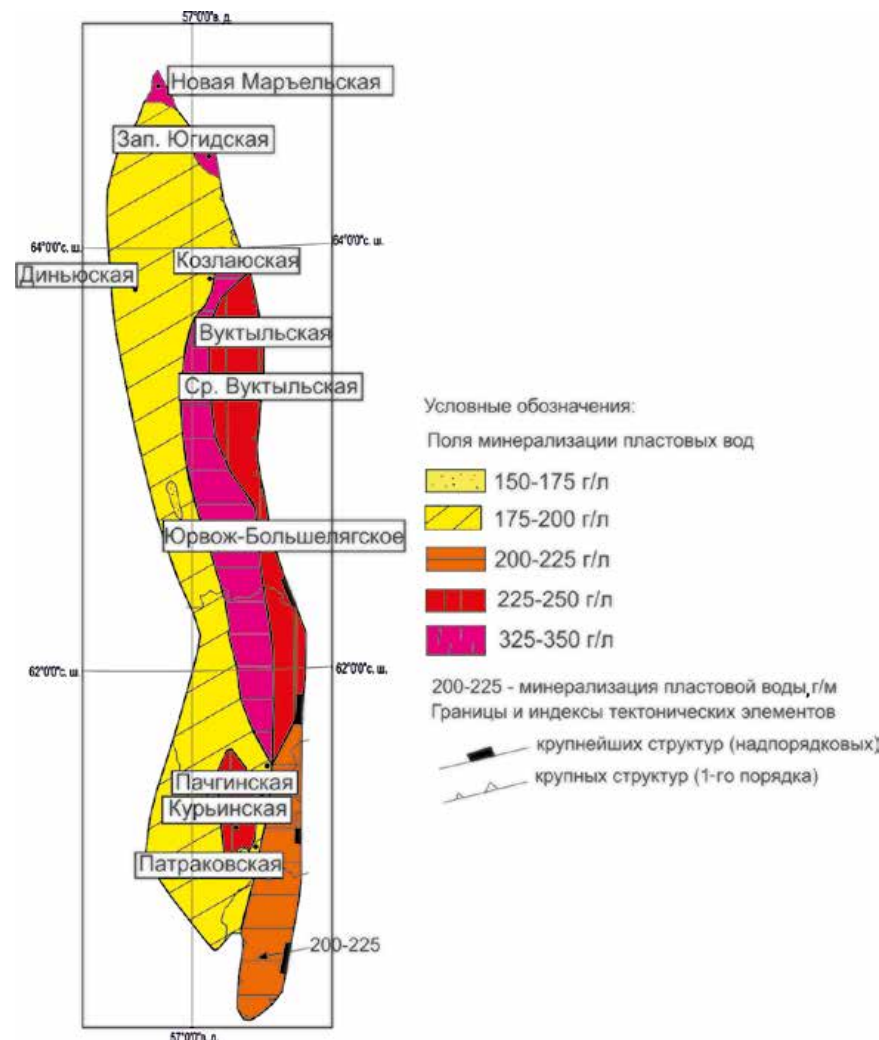 57°0'0"в. д.
Новая Маръельская
Зап. Югидская
64°0'0"с. ш.
64°0'0"с. ш.
Козлаюская
Диньюская
Вуктыльская
Ср. Вуктыльская
Условные обозначения:
Поля минерализации пластовых вод
150-175 г/л
175-200 г/л
Юрвож-Большелягское
200-225 г/л
225-250 г/л
325-350 г/л
62°0'0"с. ш.
62°0'0"с. ш.
200-225 - минерализация пластовой воды, г/м
Границы и индексы тектонических элементов
крупнейших структур (надпорядковых)
крупных структур (1-го порядка)
Пачгинская
Курьинская
Патраковская
200-225
57°0'0"в. д.